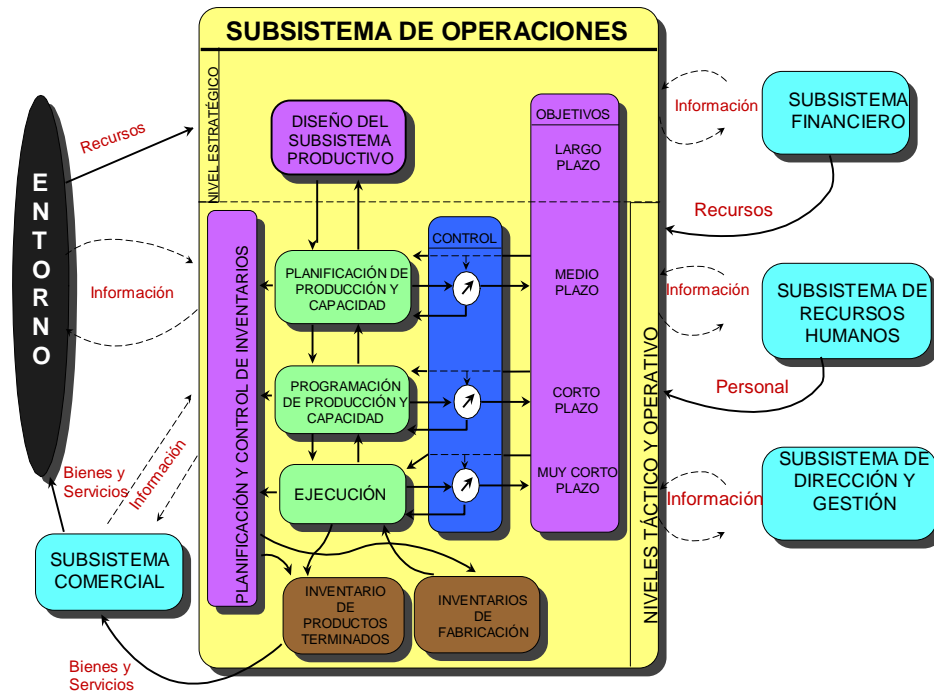 SUBSISTEMA DE OPERACIONES
NIVEL ESTRATÉGICO
DISEÑO DEL
SUBSISTEMA
PRODUCTIVO
OBJETIVOS
LARGO
PLAZO
MEDIO
PLAZO
CORTO
PLAZO
MUY CORTO
PLAZO
CONTROL
PLANIFICACIÓN DE
PRODUCCIÓN Y
CAPACIDAD
PROGRAMACIÓN
DE PRODUCCIÓN Y
CAPACIDAD
EJECUCIÓN
PLANIFICACIÓN Y CONTROL DE INVENTARIOS
INVENTARIO
DE
PRODUCTOS
TERMINADOS
INVENTARIOS
DE
FABRICACIÓN
NIVELES TÁCTICO Y OPERATIVO
ENTORNO
Recursos
Información
Bienes y
Servicios
Información
SUBSISTEMA
COMERCIAL
Bienes y
Servicios
Información
SUBSISTEMA
FINANCIERO
Recursos
Información
SUBSISTEMA DE
RECURSOS
HUMANOS
Personal
Información
SUBSISTEMA DE
DIRECCIÓN Y
GESTIÓN